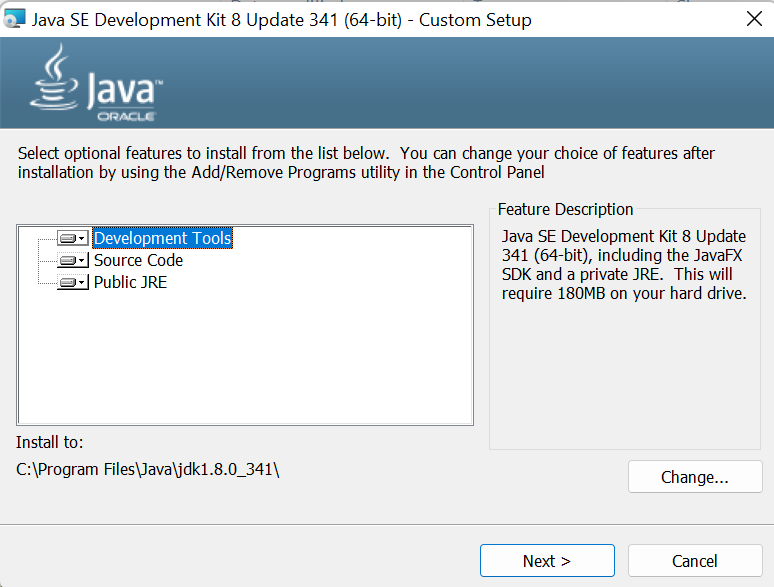 Java SE Development Kit 8 Update 341 (64-bit) - Custom Setup
Java™
ORACLE
Select optional features to install from the list below.  You can change your choice of features after
installation by using the Add/Remove Programs utility in the Control Panel
Development Tools
Source Code
Public JRE
Feature Description
Java SE Development Kit 8 Update
341 (64-bit), including the JavaFX
SDK and a private JRE.  This will
require 180MB on your hard drive.
Install to:
C:\Program Files\Java\jdk1.8.0_341\
Change...
Next >
Cancel